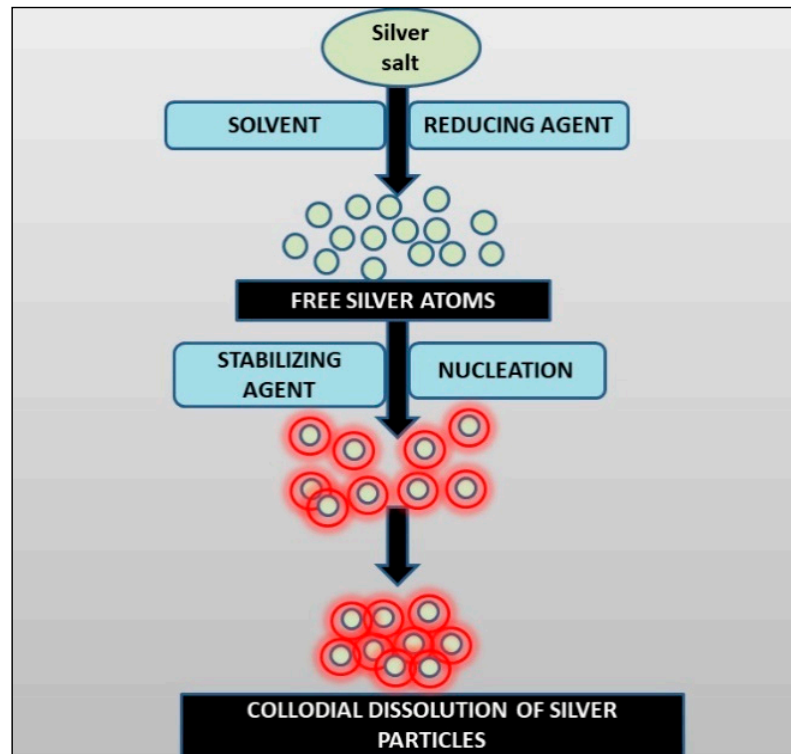 Silver
salt
SOLVENT
REDUCING AGENT
FREE SILVER ATOMS
STABILIZING
AGENT
NUCLEATION
COLLODIAL DISSOLUTION OF SILVER
PARTICLES